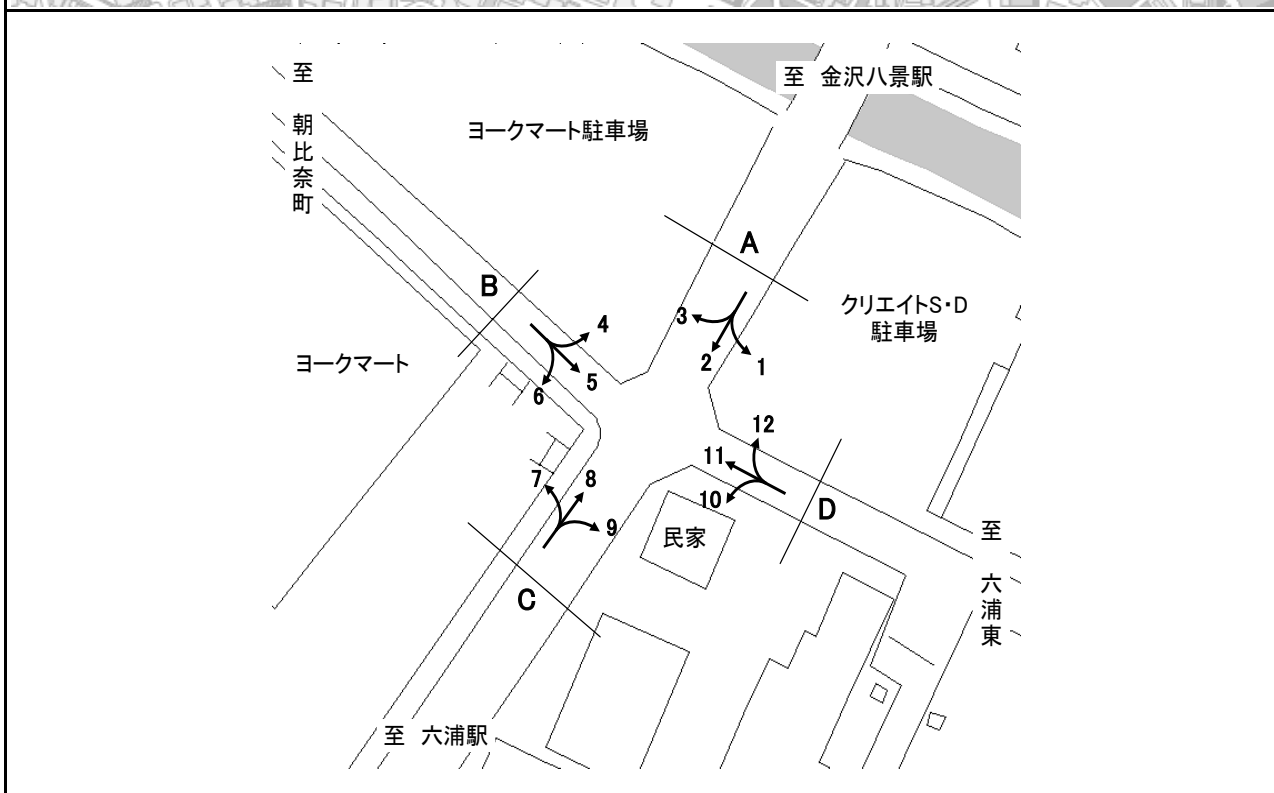 至 金沢八景駅
至 朝比奈町
ヨークマート駐車場
A
B
クリエイトS・D
駐車場
ヨークマート
3
2
1
4
5
6
12
11
10
D
7
8
9
民家
C
至 六浦東
至 六浦駅